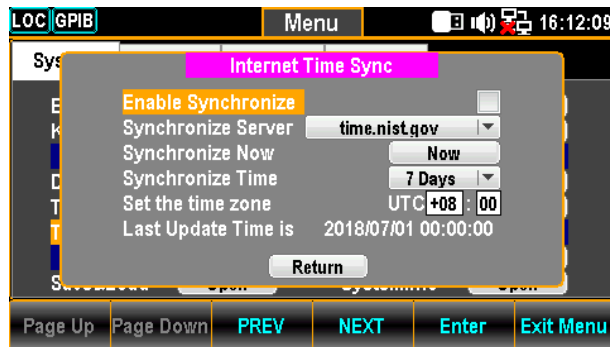 LOC GPIB Menu 16:12:09
Internet Time Sync
Enable Synchronize
Synchronize Server time.nist.gov
Synchronize Now Now
Synchronize Time 7 Days
Set the time zone UTC +08 : 00
Last Update Time is 2018/07/01 00:00:00
Return
Page Up Page Down PREV NEXT Enter Exit Menu